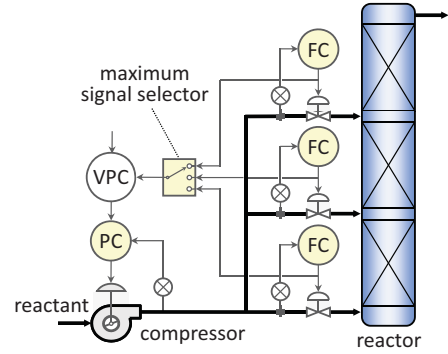 FC
maximum
signal selector
VPC
FC
PC
FC
reactant
compressor
reactor